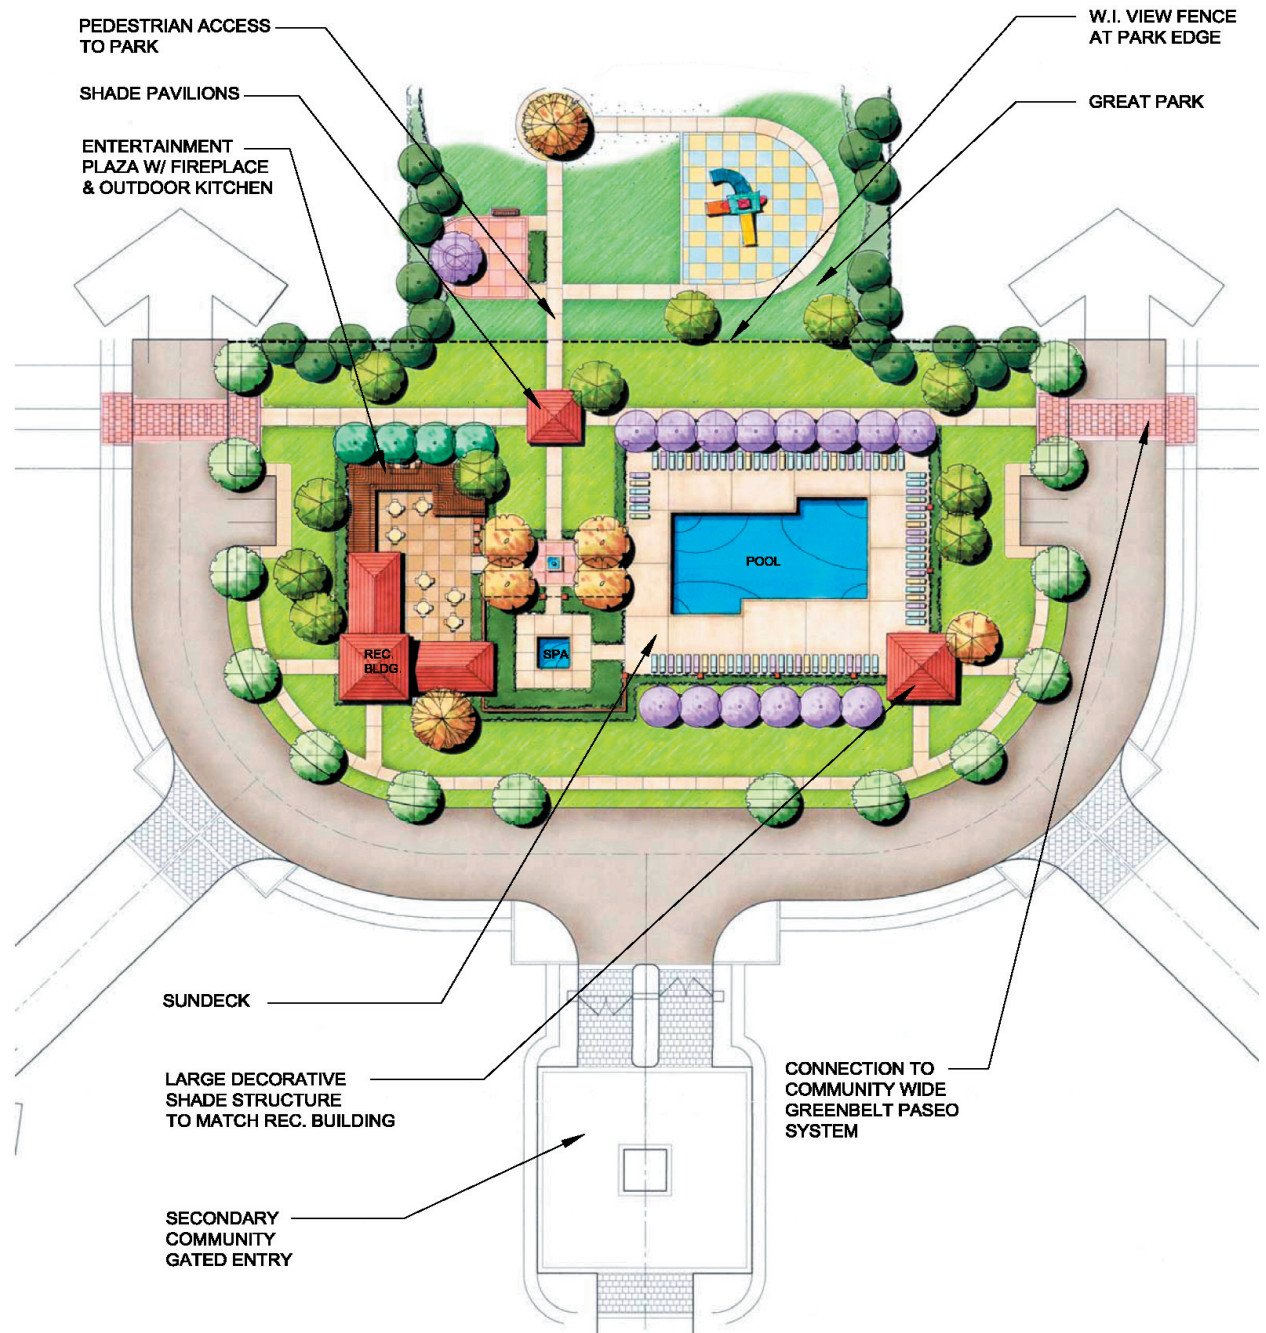 PEDESTRIAN ACCESS
TO PARK
SHADE PAVILIONS
ENTERTAINMENT
PLAZA W/ FIREPLACE
& OUTDOOR KITCHEN
W.I. VIEW FENCE
AT PARK EDGE
GREAT PARK
POOL
REC.
BLDG.
SPA
SUNDECK
LARGE DECORATIVE
SHADE STRUCTURE
TO MATCH REC. BUILDING
CONNECTION TO
COMMUNITY WIDE
GREENBELT PASEO
SYSTEM
SECONDARY
COMMUNITY
GATED ENTRY